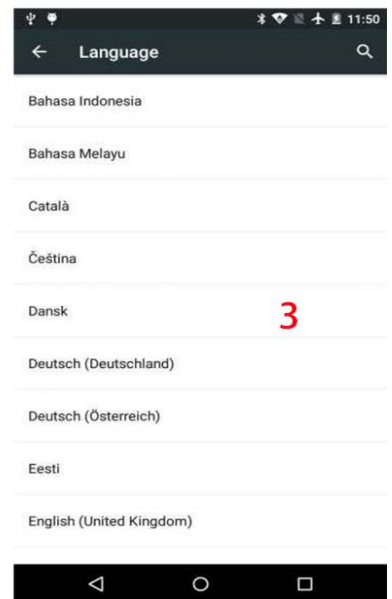 11:50
Language
Bahasa Indonesia
Bahasa Melayu
Català
Čeština
Dansk
3
Deutsch (Deutschland)
Deutsch (Österreich)
Eesti
English (United Kingdom)